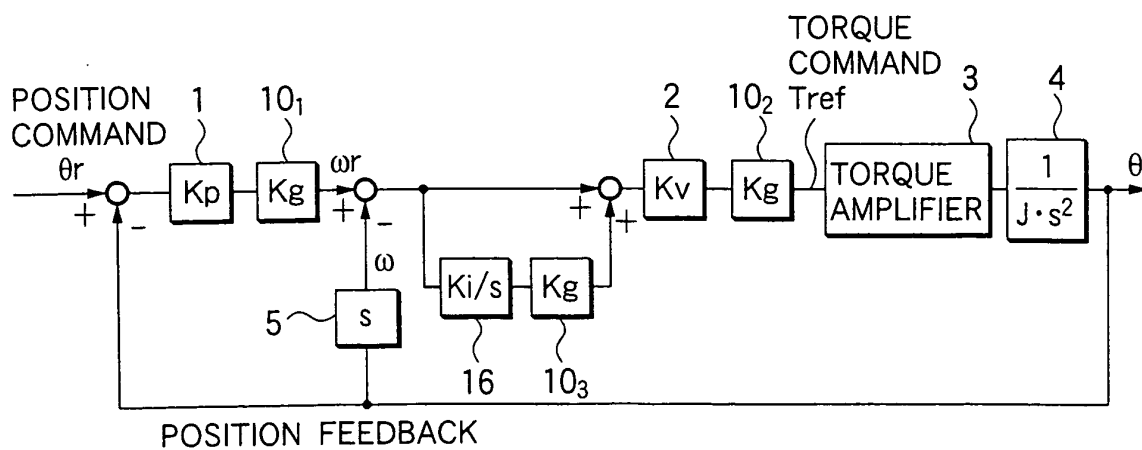 POSITION
COMMAND
θr
+
-
1
Kp
10₁
Kg
ωr
+
-
ω
5
s
Ki/s
16
Kg
10₃
+
+
2
Kv
10₂
Kg
TORQUE
COMMAND
Tref
3
TORQUE
AMPLIFIER
4
1
J·s²
θ
POSITION FEEDBACK